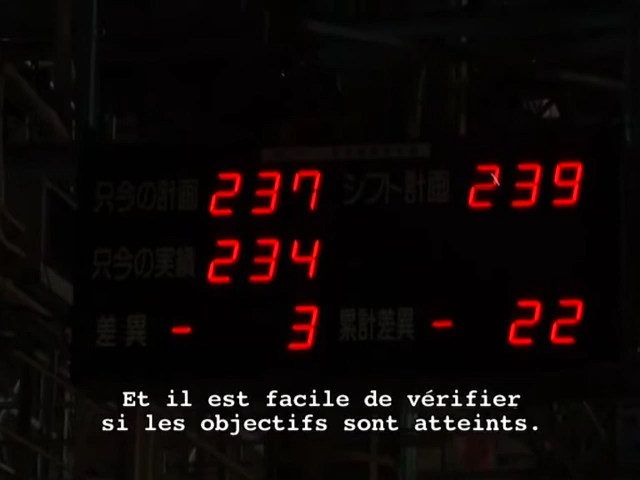 只今の計画 237 シフト計画 239
只今の実績 234
差異 - 3 累計差異 - 22
Et il est facile de vérifier
si les objectifs sont atteints.